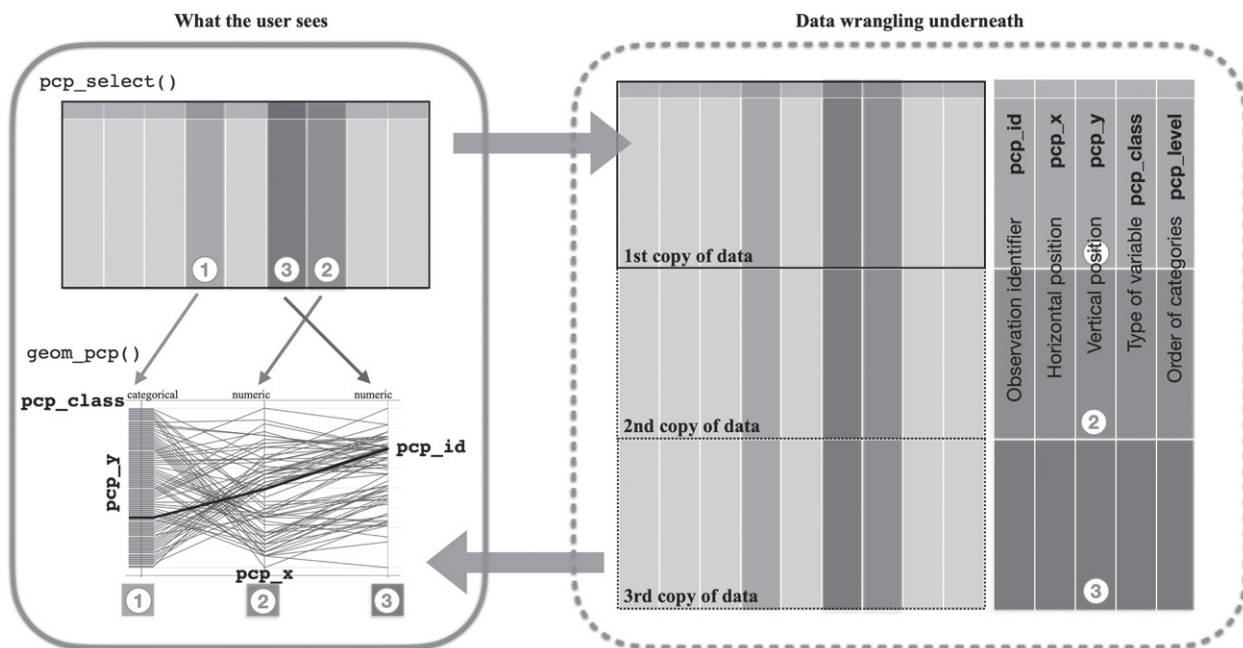 What the user sees
Data wrangling underneath
pcp_select()
1
3
2
geom_pcp()
categorical
numeric
numeric
pcp_class
pcp_y
pcp_id
pcp_x
1
2
3
1st copy of data
2nd copy of data
3rd copy of data
Observation identifier pcp_id
Horizontal position pcp_x
Vertical position pcp_y
Type of variable pcp_class
Order of categories pcp_level
2
3